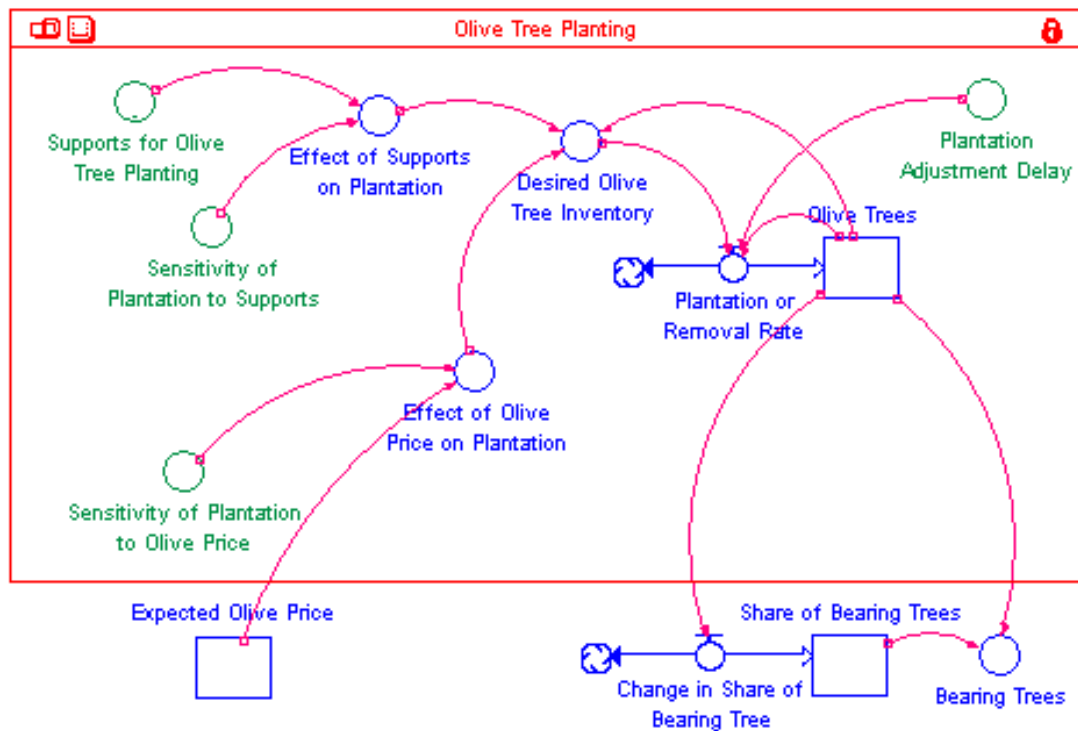 Olive Tree Planting
Supports for Olive
Tree Planting
Effect of Supports
on Plantation
Desired Olive
Tree Inventory
Plantation
Adjustment Delay
Olive Trees
Sensitivity of
Plantation to Supports
Plantation or
Removal Rate
Effect of Olive
Price on Plantation
Sensitivity of Plantation
to Olive Price
Expected Olive Price
Share of Bearing Trees
Change in Share of
Bearing Tree
Bearing Trees